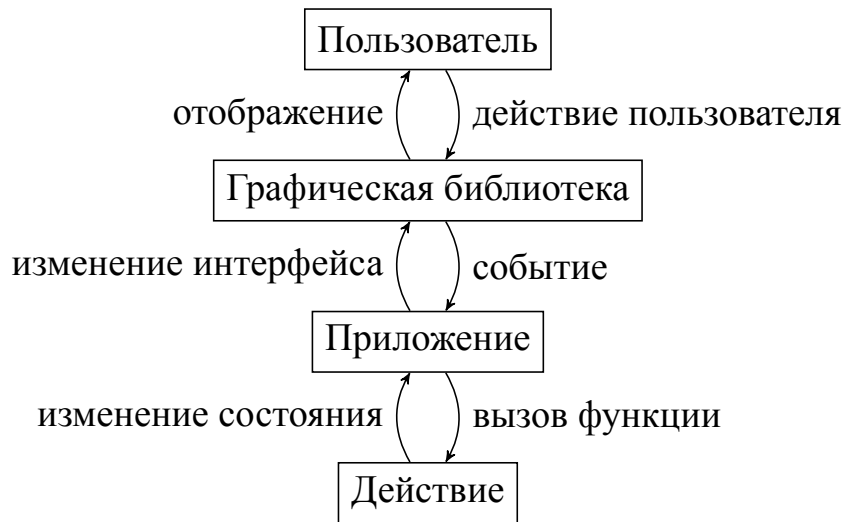 Пользователь
отображение
действие пользователя
Графическая библиотека
изменение интерфейса
событие
Приложение
изменение состояния
вызов функции
Действие